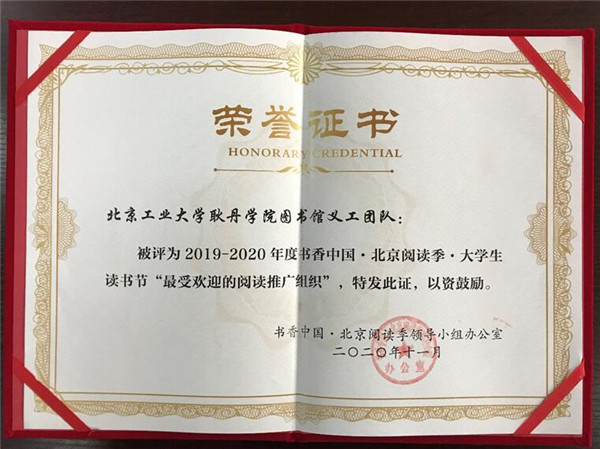 荣誉证书
HONORARY CREDENTIAL
北京工业大学耿丹学院图书馆义工团队：
被评为2019-2020年度书香中国·北京阅读季·大学生
读书节“最受欢迎的阅读推广组织”，特发此证，以资鼓励。
书香中国·北京阅读季领导小组办公室
二〇二〇年十一月
办公室